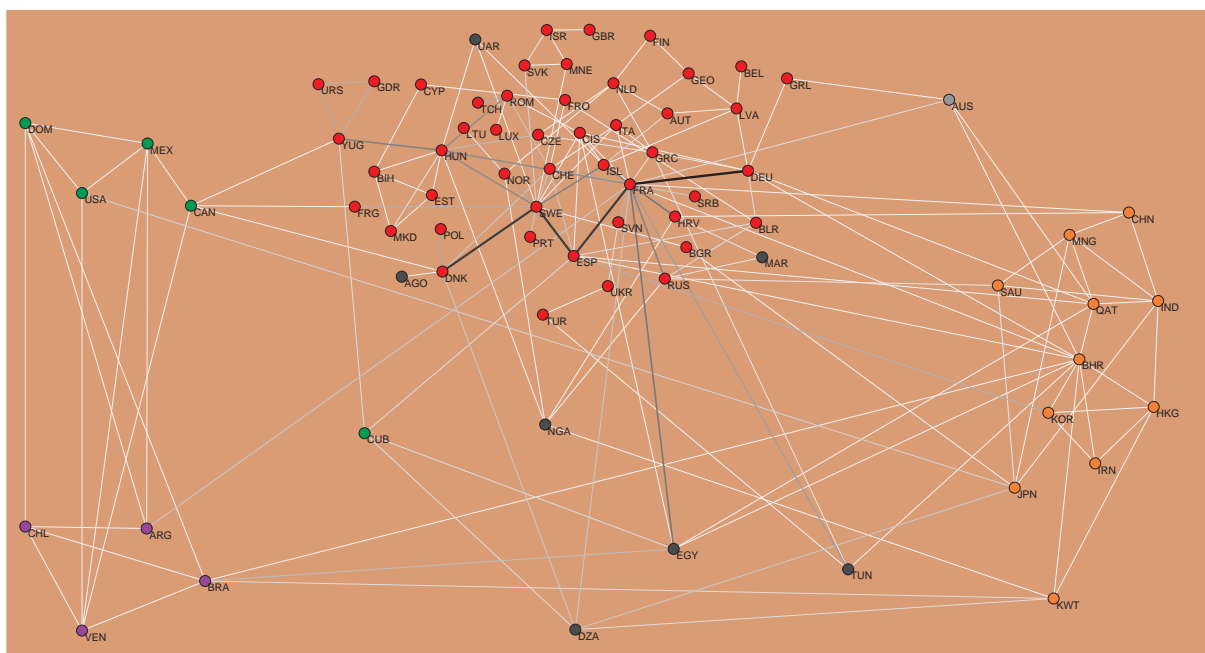 ISR
GBR
UAR
FIN
SVK
MNE
GEO
BEL
GRL
URS
GDR
CYP
NLD
TCH
ROM
FRO
AUS
AUT
LVA
DOM
LTU
LUX
CZE
CIS
ITA
MEX
YUG
HUN
GRC
BIH
NOR
CHE
ISL
DEU
FRA
USA
EST
SRB
CAN
FRG
SWE
HRV
CHN
MKD
POL
PRT
SVN
BLR
MNG
BGR
ESP
MAR
AGO
DNK
RUS
SAU
UKR
QAT
IND
TUR
BHR
KOR
HKG
NGA
CUB
IRN
JPN
CHL
ARG
EGY
TUN
BRA
KWT
VEN
DZA